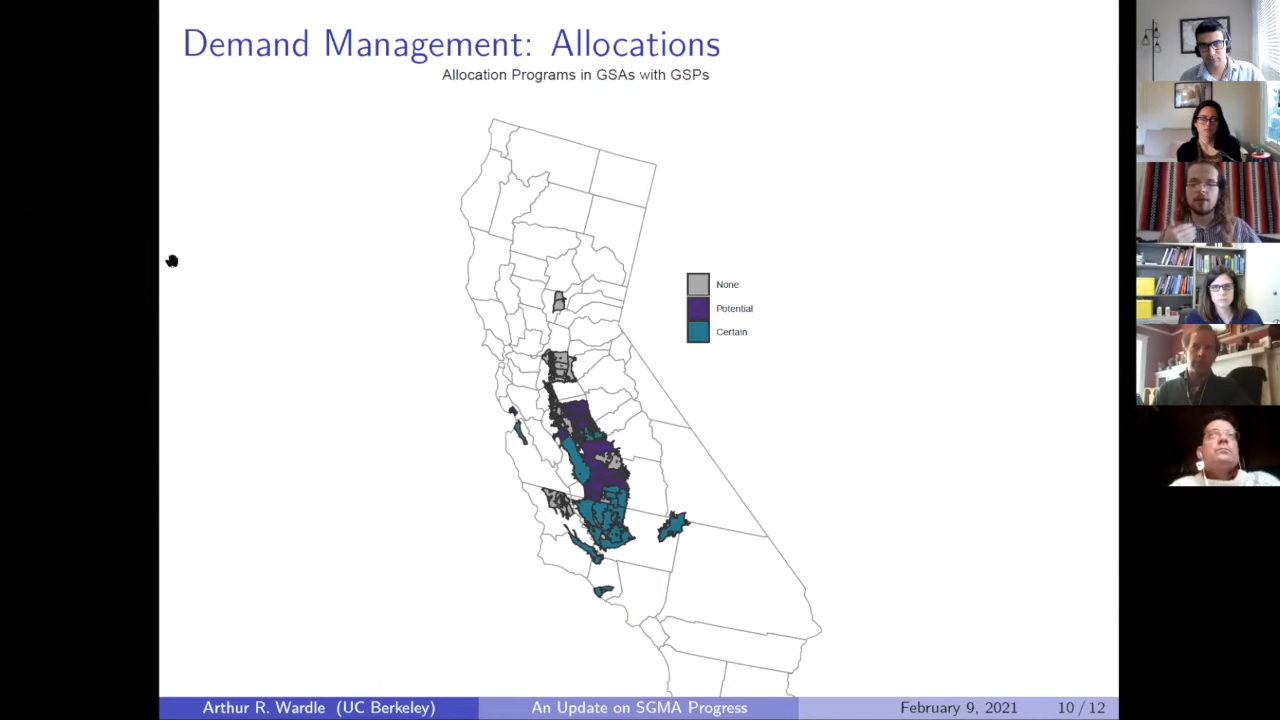 Demand Management: Allocations
Allocation Programs in GSAs with GSPs
None
Potential
Certain
Arthur R. Wardle (UC Berkeley)
An Update on SGMA Progress
February 9, 2021
10 / 12